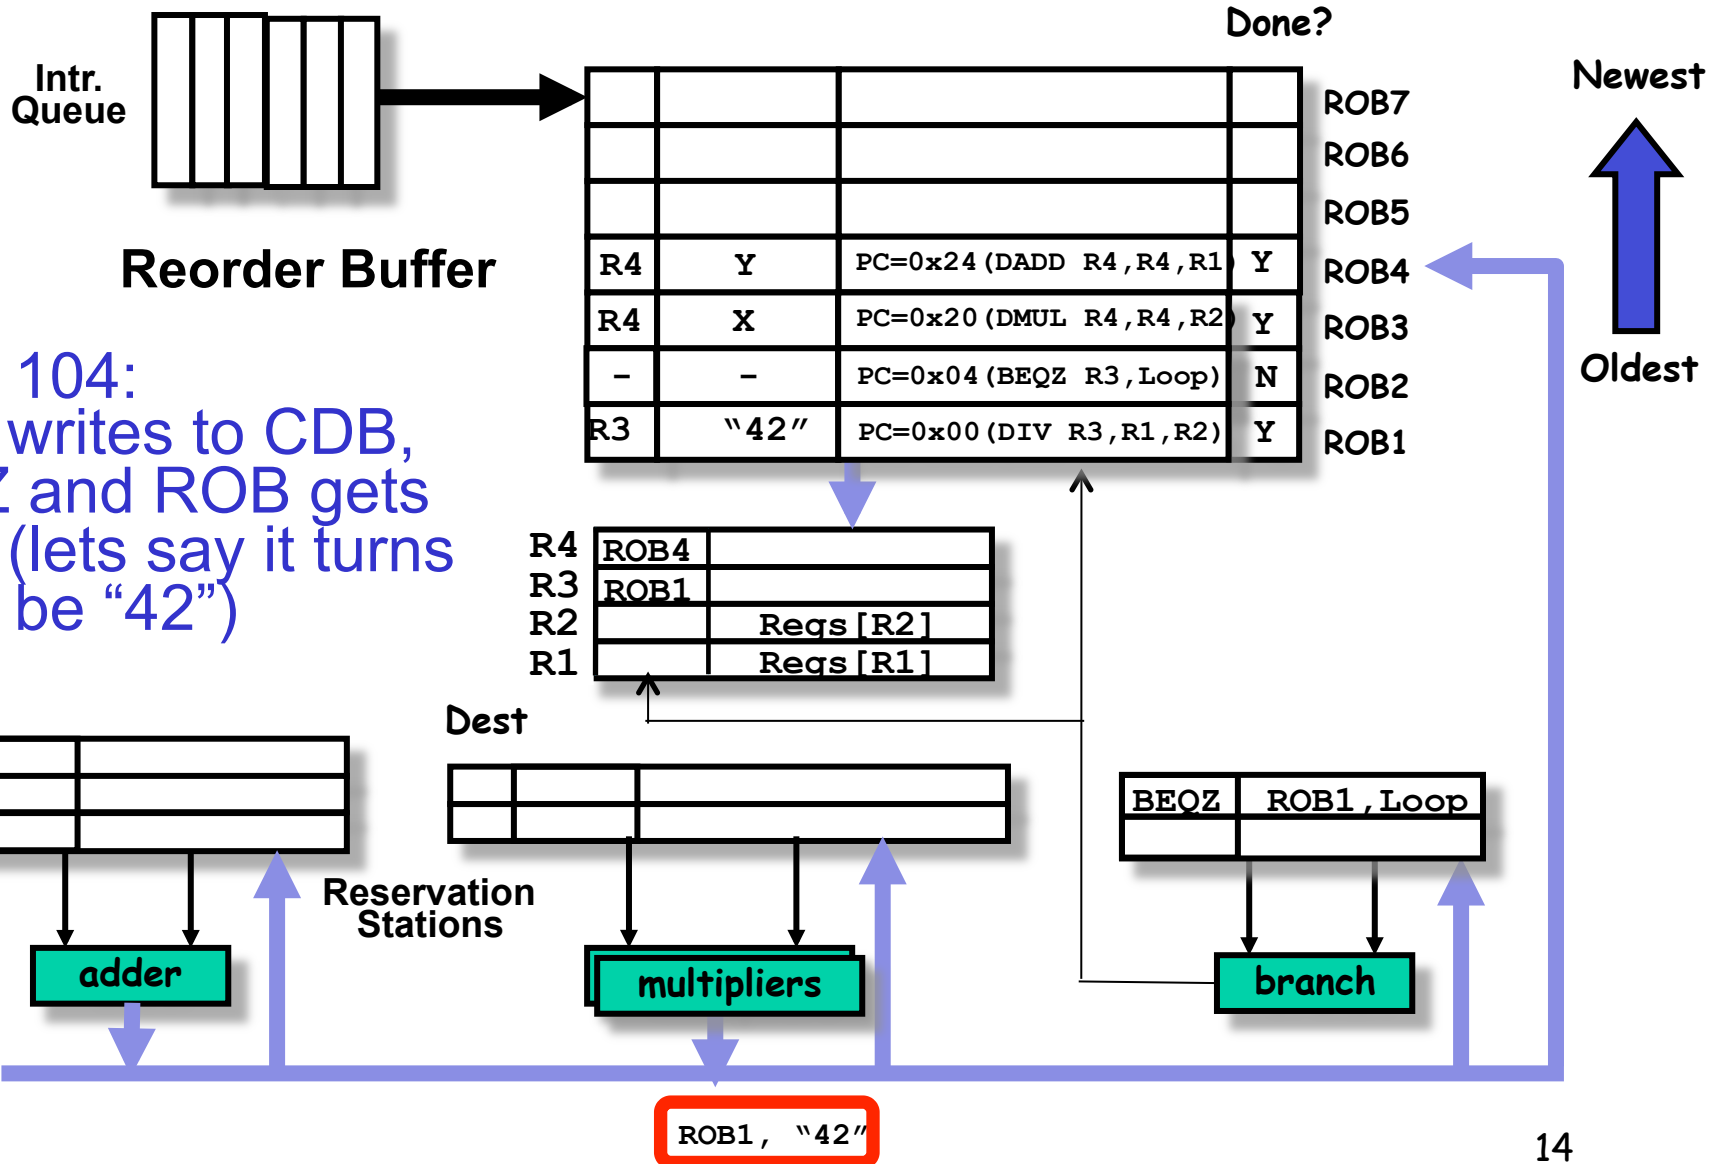 Done?
Intr.
Queue
Newest
ROB7
ROB6
ROB5
Reorder Buffer
R4 Y PC=0x24(DADD R4,R4,R1) Y ROB4
R4 X PC=0x20(DMUL R4,R4,R2) Y ROB3
- - PC=0x04(BEQZ R3,Loop) N ROB2
R3 “42” PC=0x00(DIV R3,R1,R2) Y ROB1
Oldest
104:
writes to CDB,
Z and ROB gets
(lets say it turns
be “42”)
R4 ROB4
R3 ROB1
R2 Regs[R2]
R1 Regs[R1]
Dest
BEQZ ROB1,Loop
Reservation
Stations
adder
multipliers
branch
ROB1, “42”
14